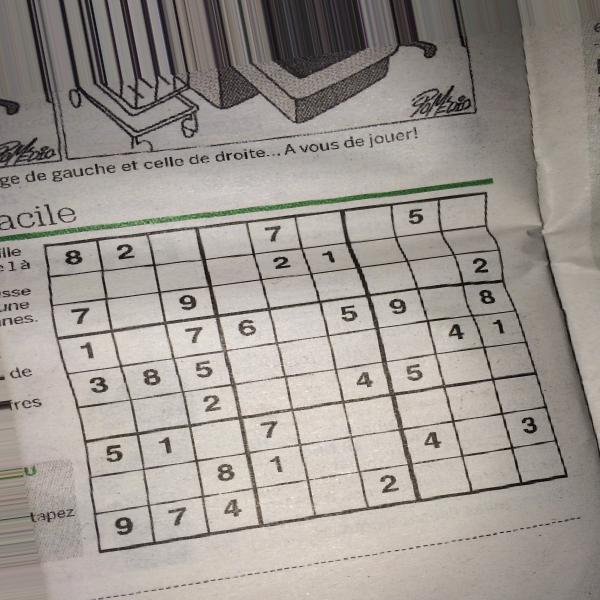 ge de gauche et celle de droite... A vous de jouer!
acile
ille
e 1 à
sse
une
nes.
de
res
tapez
8 2 7 5
2 1
7 9 2
1 7 6 5 9 8
3 8 5 4 1
2 4 5
5 1 7
8 1 4 3
9 7 4 2